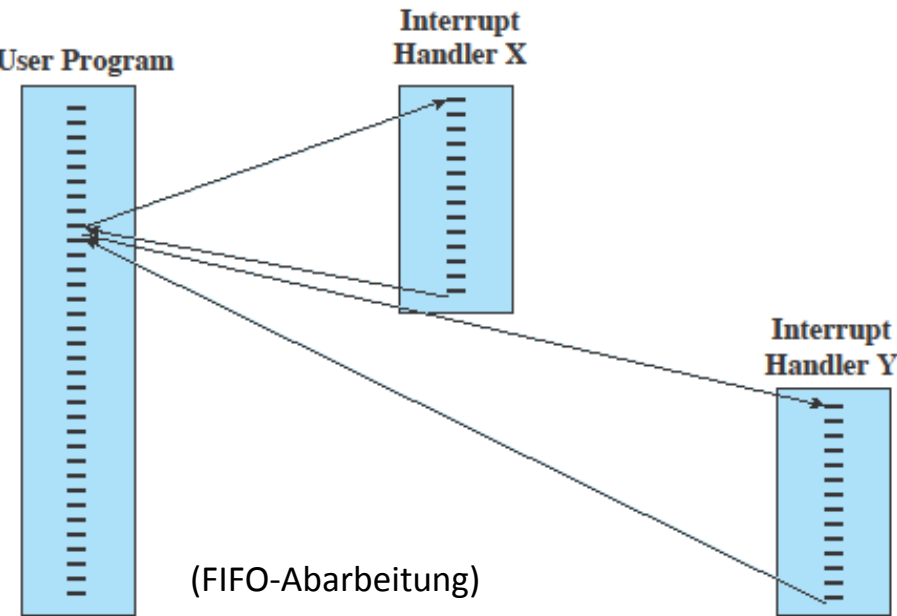 User Program
Interrupt
Handler X
Interrupt
Handler Y
(FIFO-Abarbeitung)